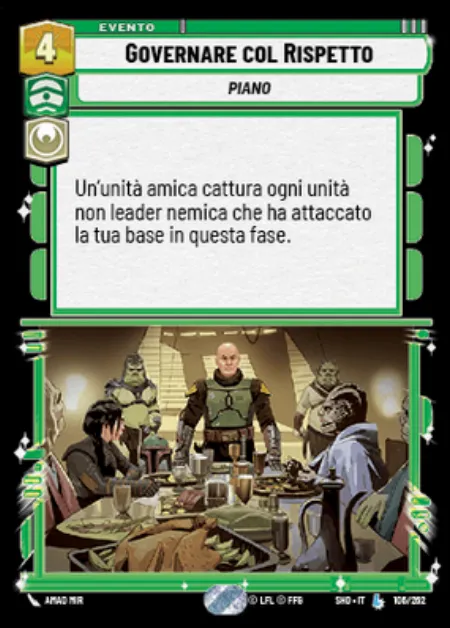 EVENTO
4
GOVERNARE COL RISPETTO
PIANO
Un'unità amica cattura ogni unità
non leader nemica che ha attaccato
la tua base in questa fase.
AMAD MIR
© LFL © FFG
SHD • IT
106/262